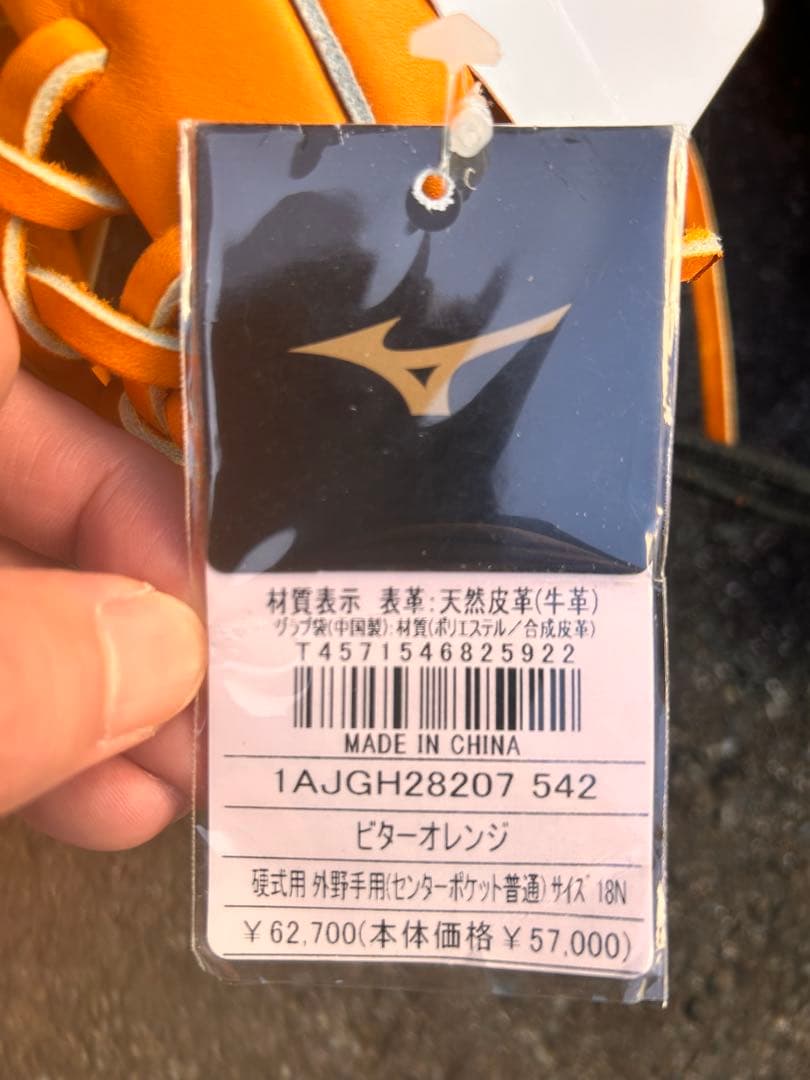 材質表示 表革:天然皮革(牛革)
グラブ袋(中国製):材質(ポリエステル/合成皮革)
T4571546825922
MADE IN CHINA
1AJGH28207 542
ビターオレンジ
硬式用 外野手用(センターポケット普通)サイズ 18N
¥62,700(本体価格¥57,000)